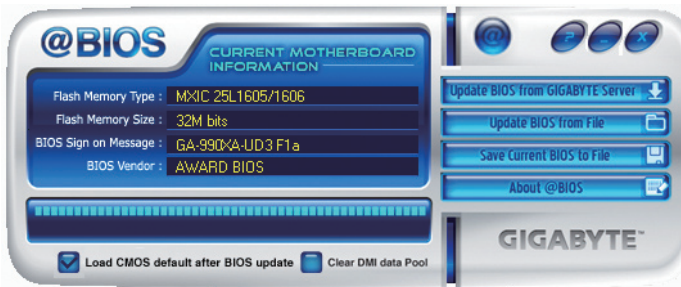 @BIOS
CURRENT MOTHERBOARD
INFORMATION
Flash Memory Type : MXIC 25L1605/1606
Flash Memory Size : 32M bits
BIOS Sign on Message : GA-990XA-UD3 F1a
BIOS Vendor : AWARD BIOS
Load CMOS default after BIOS update
Clear DMI data Pool
@
? - X
Update BIOS from GIGABYTE Server
Update BIOS from File
Save Current BIOS to File
About @BIOS
GIGABYTE™